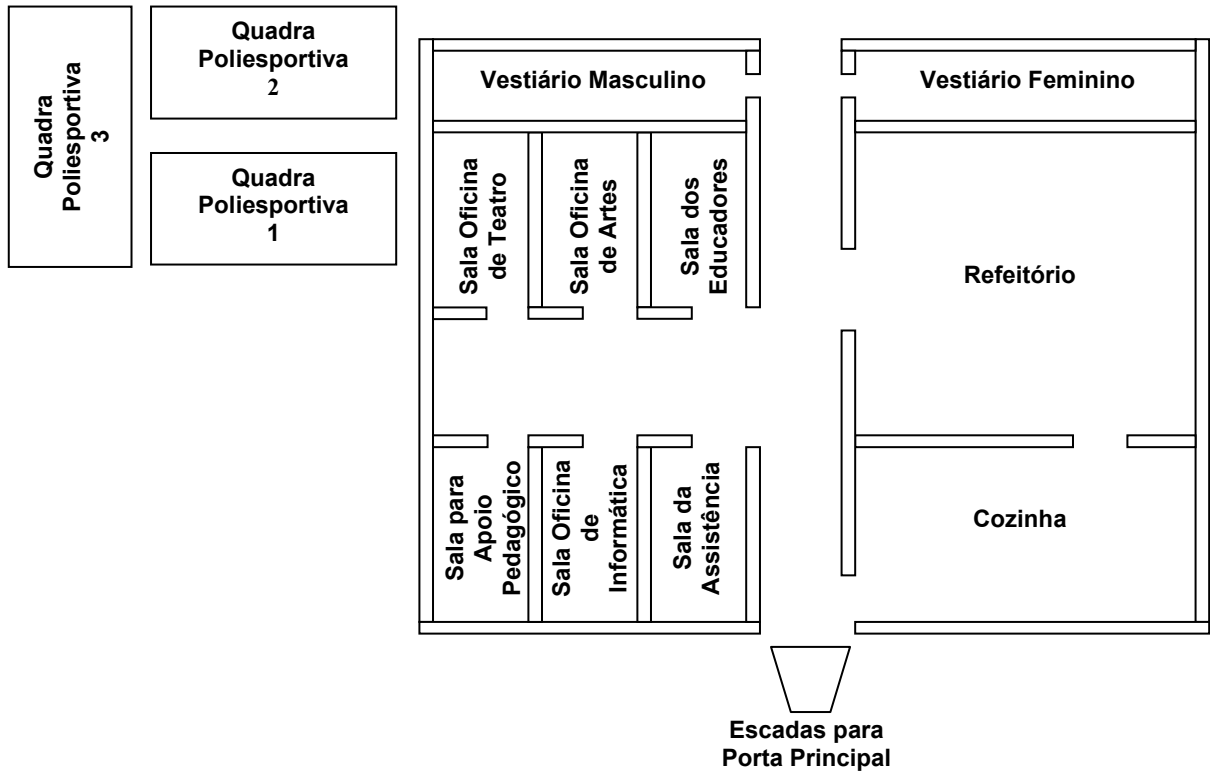 Quadra
Poliesportiva
3
Quadra
Poliesportiva
2
Quadra
Poliesportiva
1
Vestiário Masculino
Vestiário Feminino
Sala Oficina
de Teatro
Sala Oficina
de Artes
Sala dos
Educadores
Refeitório
Sala para
Apoio
Pedagógico
Sala Oficina
de
Informática
Sala da
Assistência
Cozinha
Escadas para
Porta Principal